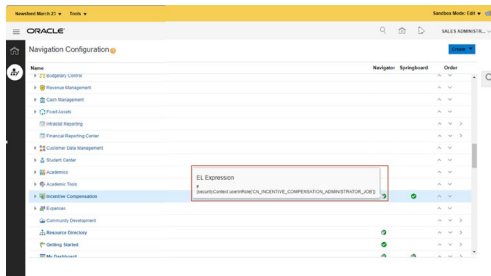 Newsfeed March 21
Tools
Sandbox Mode: Edit
ORACLE
SALES ADMINISTR...
Navigation Configuration
Create
Name
Navigator
Springboard
Order
Budgetary Control
Revenue Management
Cash Management
Fixed Assets
Intraday Reporting
Financial Reporting Center
Customer Data Management
Student Center
Academics
Academic Tools
EL Expression
#
{securityContext.userInRole['CN_INCENTIVE_COMPENSATION_ADMINISTRATOR_JOB']}
Incentive Compensation
Expenses
Community Development
Resource Directory
Getting Started
My Dashboard